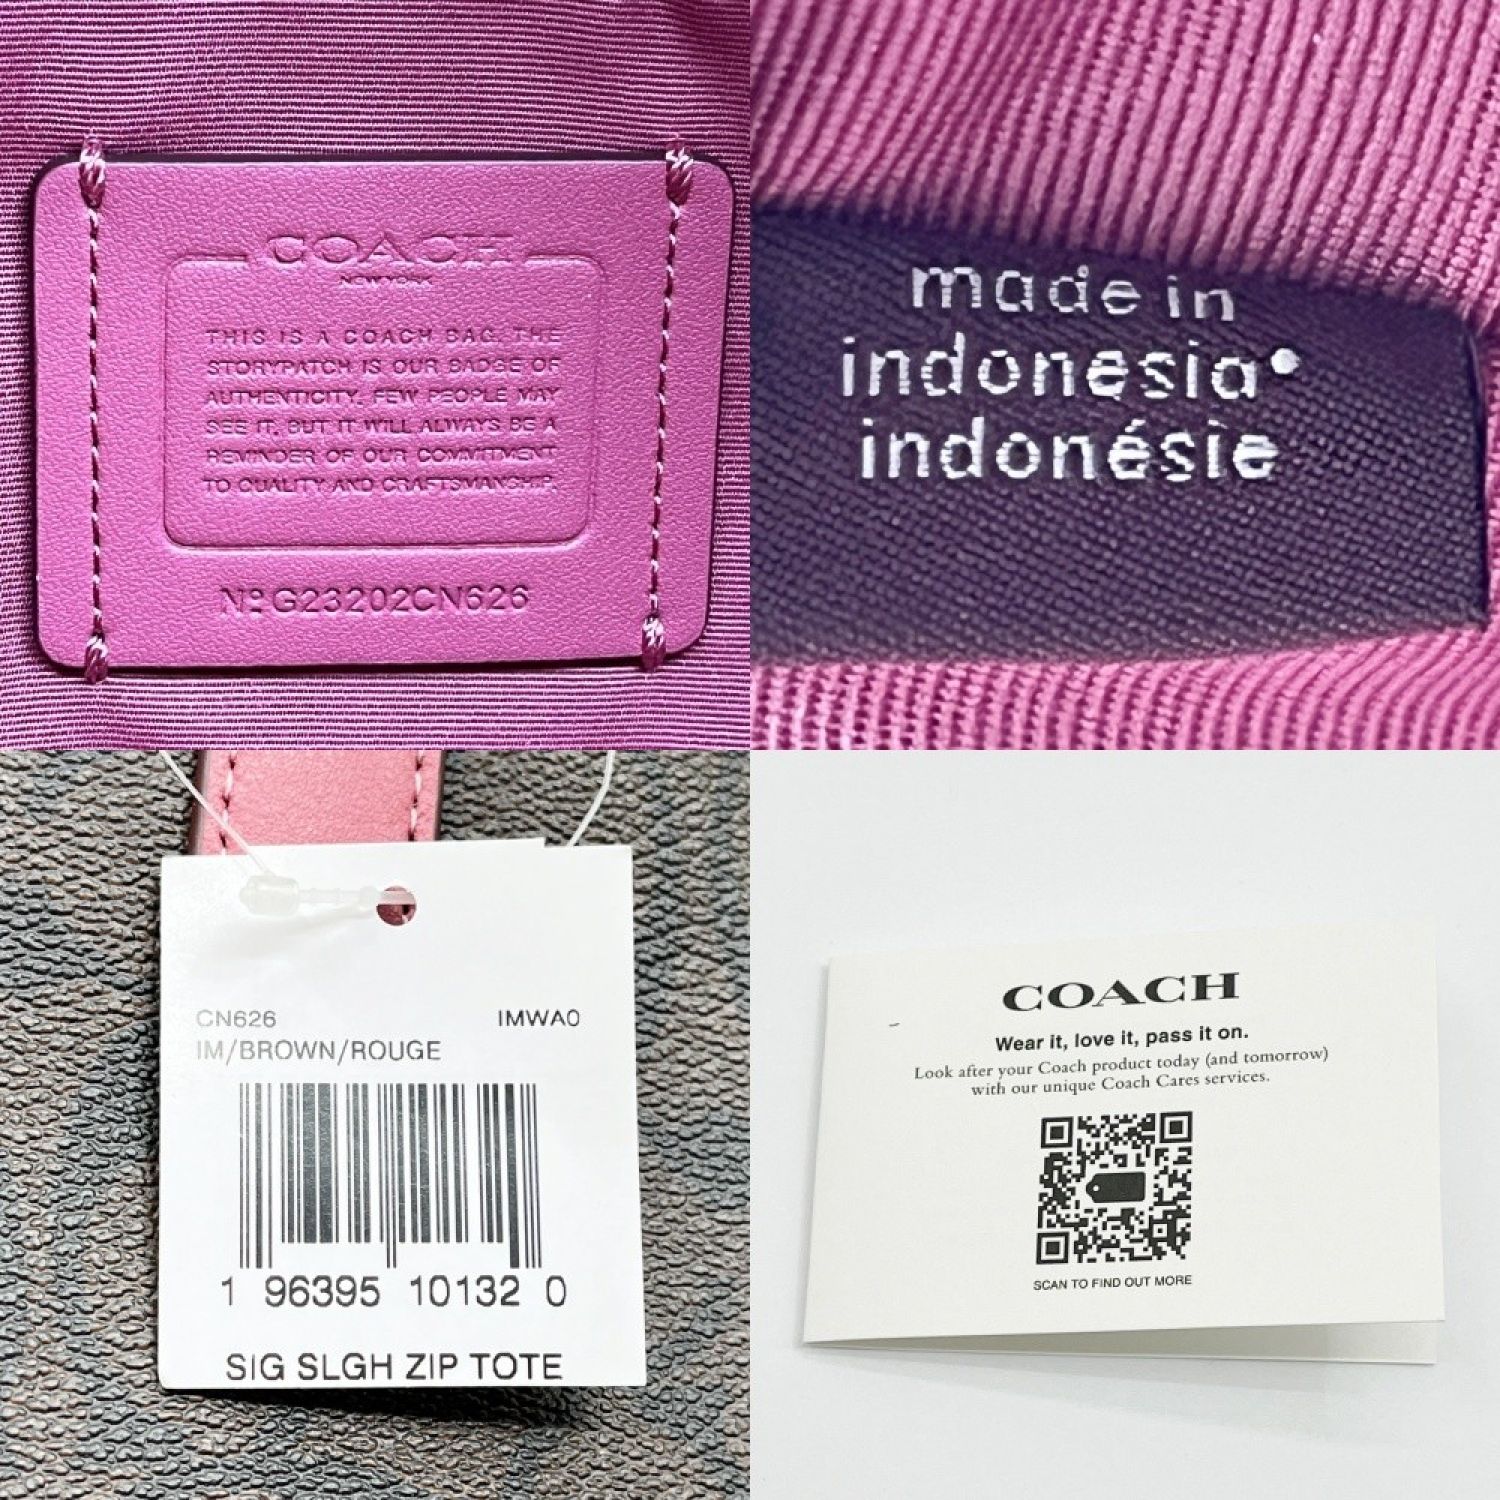 COACH
NEW YORK
THIS IS A COACH BAG. THE
STORYPATCH IS OUR BADGE OF
AUTHENTICITY. FEW PEOPLE MAY
SEE IT, BUT IT WILL ALWAYS BE A
REMINDER OF OUR COMMITMENT
TO QUALITY AND CRAFTSMANSHIP.
Nº G23202CN626
made in
indonesia•
indonésie
CN626 IMWA0
IM/BROWN/ROUGE
1 96395 10132 0
SIG SLGH ZIP TOTE
COACH
Wear it, love it, pass it on.
Look after your Coach product today (and tomorrow)
with our unique Coach Cares services.
SCAN TO FIND OUT MORE